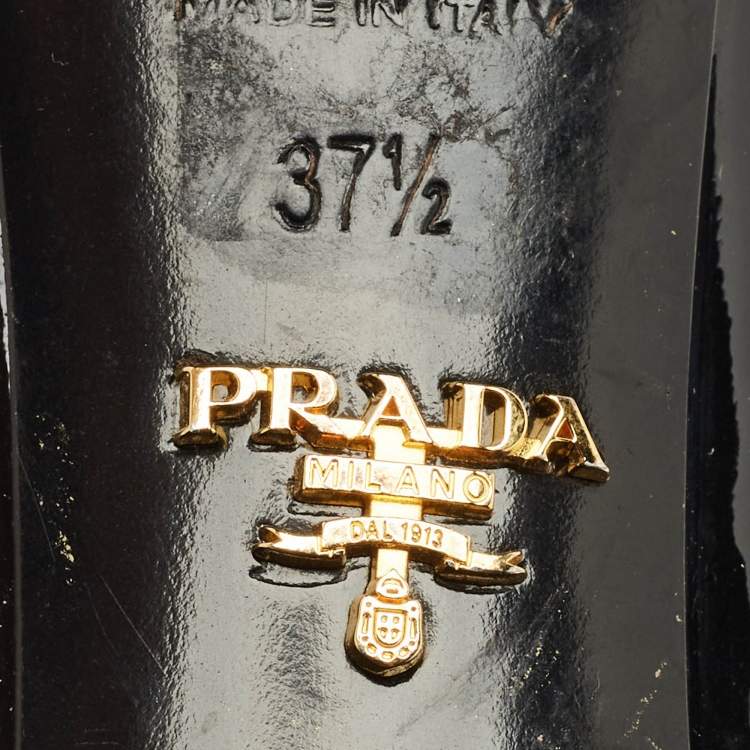 MADE IN ITALY
37½
PRADA
MILANO
DAL 1913